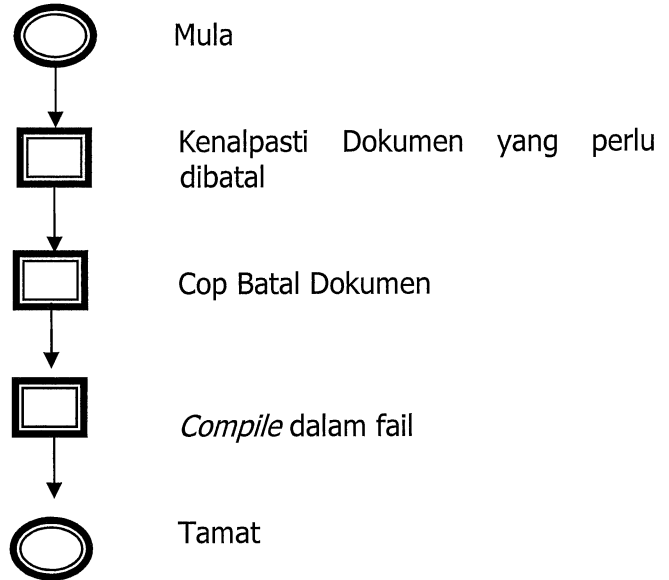 Mula
Kenalpasti Dokumen yang perlu
dibatal
Cop Batal Dokumen
Compile dalam fail
Tamat